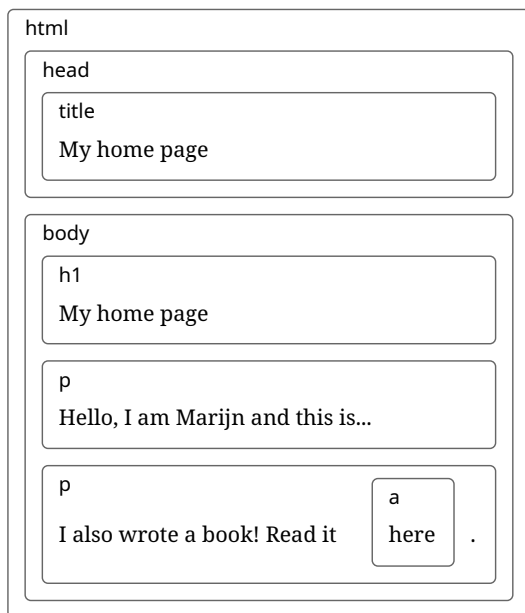 html
head
title
My home page
body
h1
My home page
p
Hello, I am Marijn and this is...
p
a
I also wrote a book! Read it here .